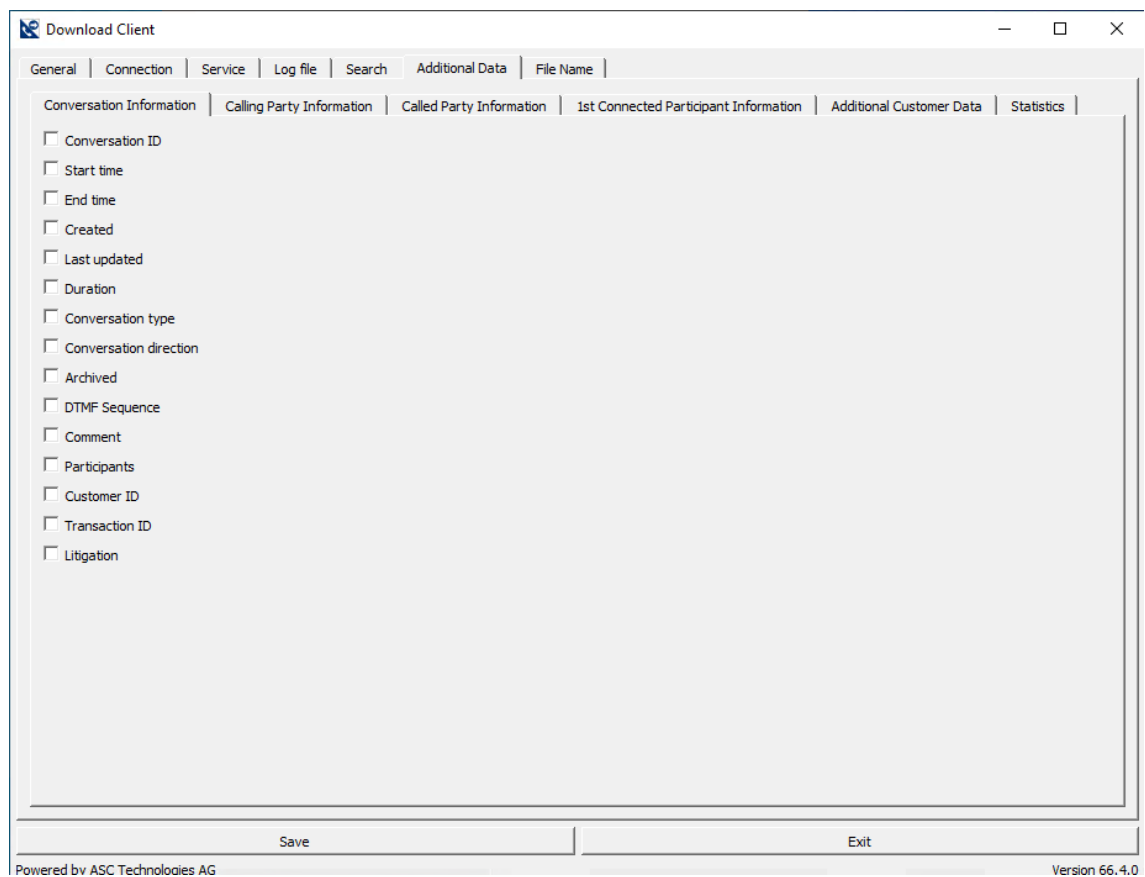 Download Client
General Connection Service Log file Search Additional Data File Name
Conversation Information Calling Party Information Called Party Information 1st Connected Participant Information Additional Customer Data Statistics
Conversation ID
Start time
End time
Created
Last updated
Duration
Conversation type
Conversation direction
Archived
DTMF Sequence
Comment
Participants
Customer ID
Transaction ID
Litigation
Save Exit
Powered by ASC Technologies AG Version 66.4.0